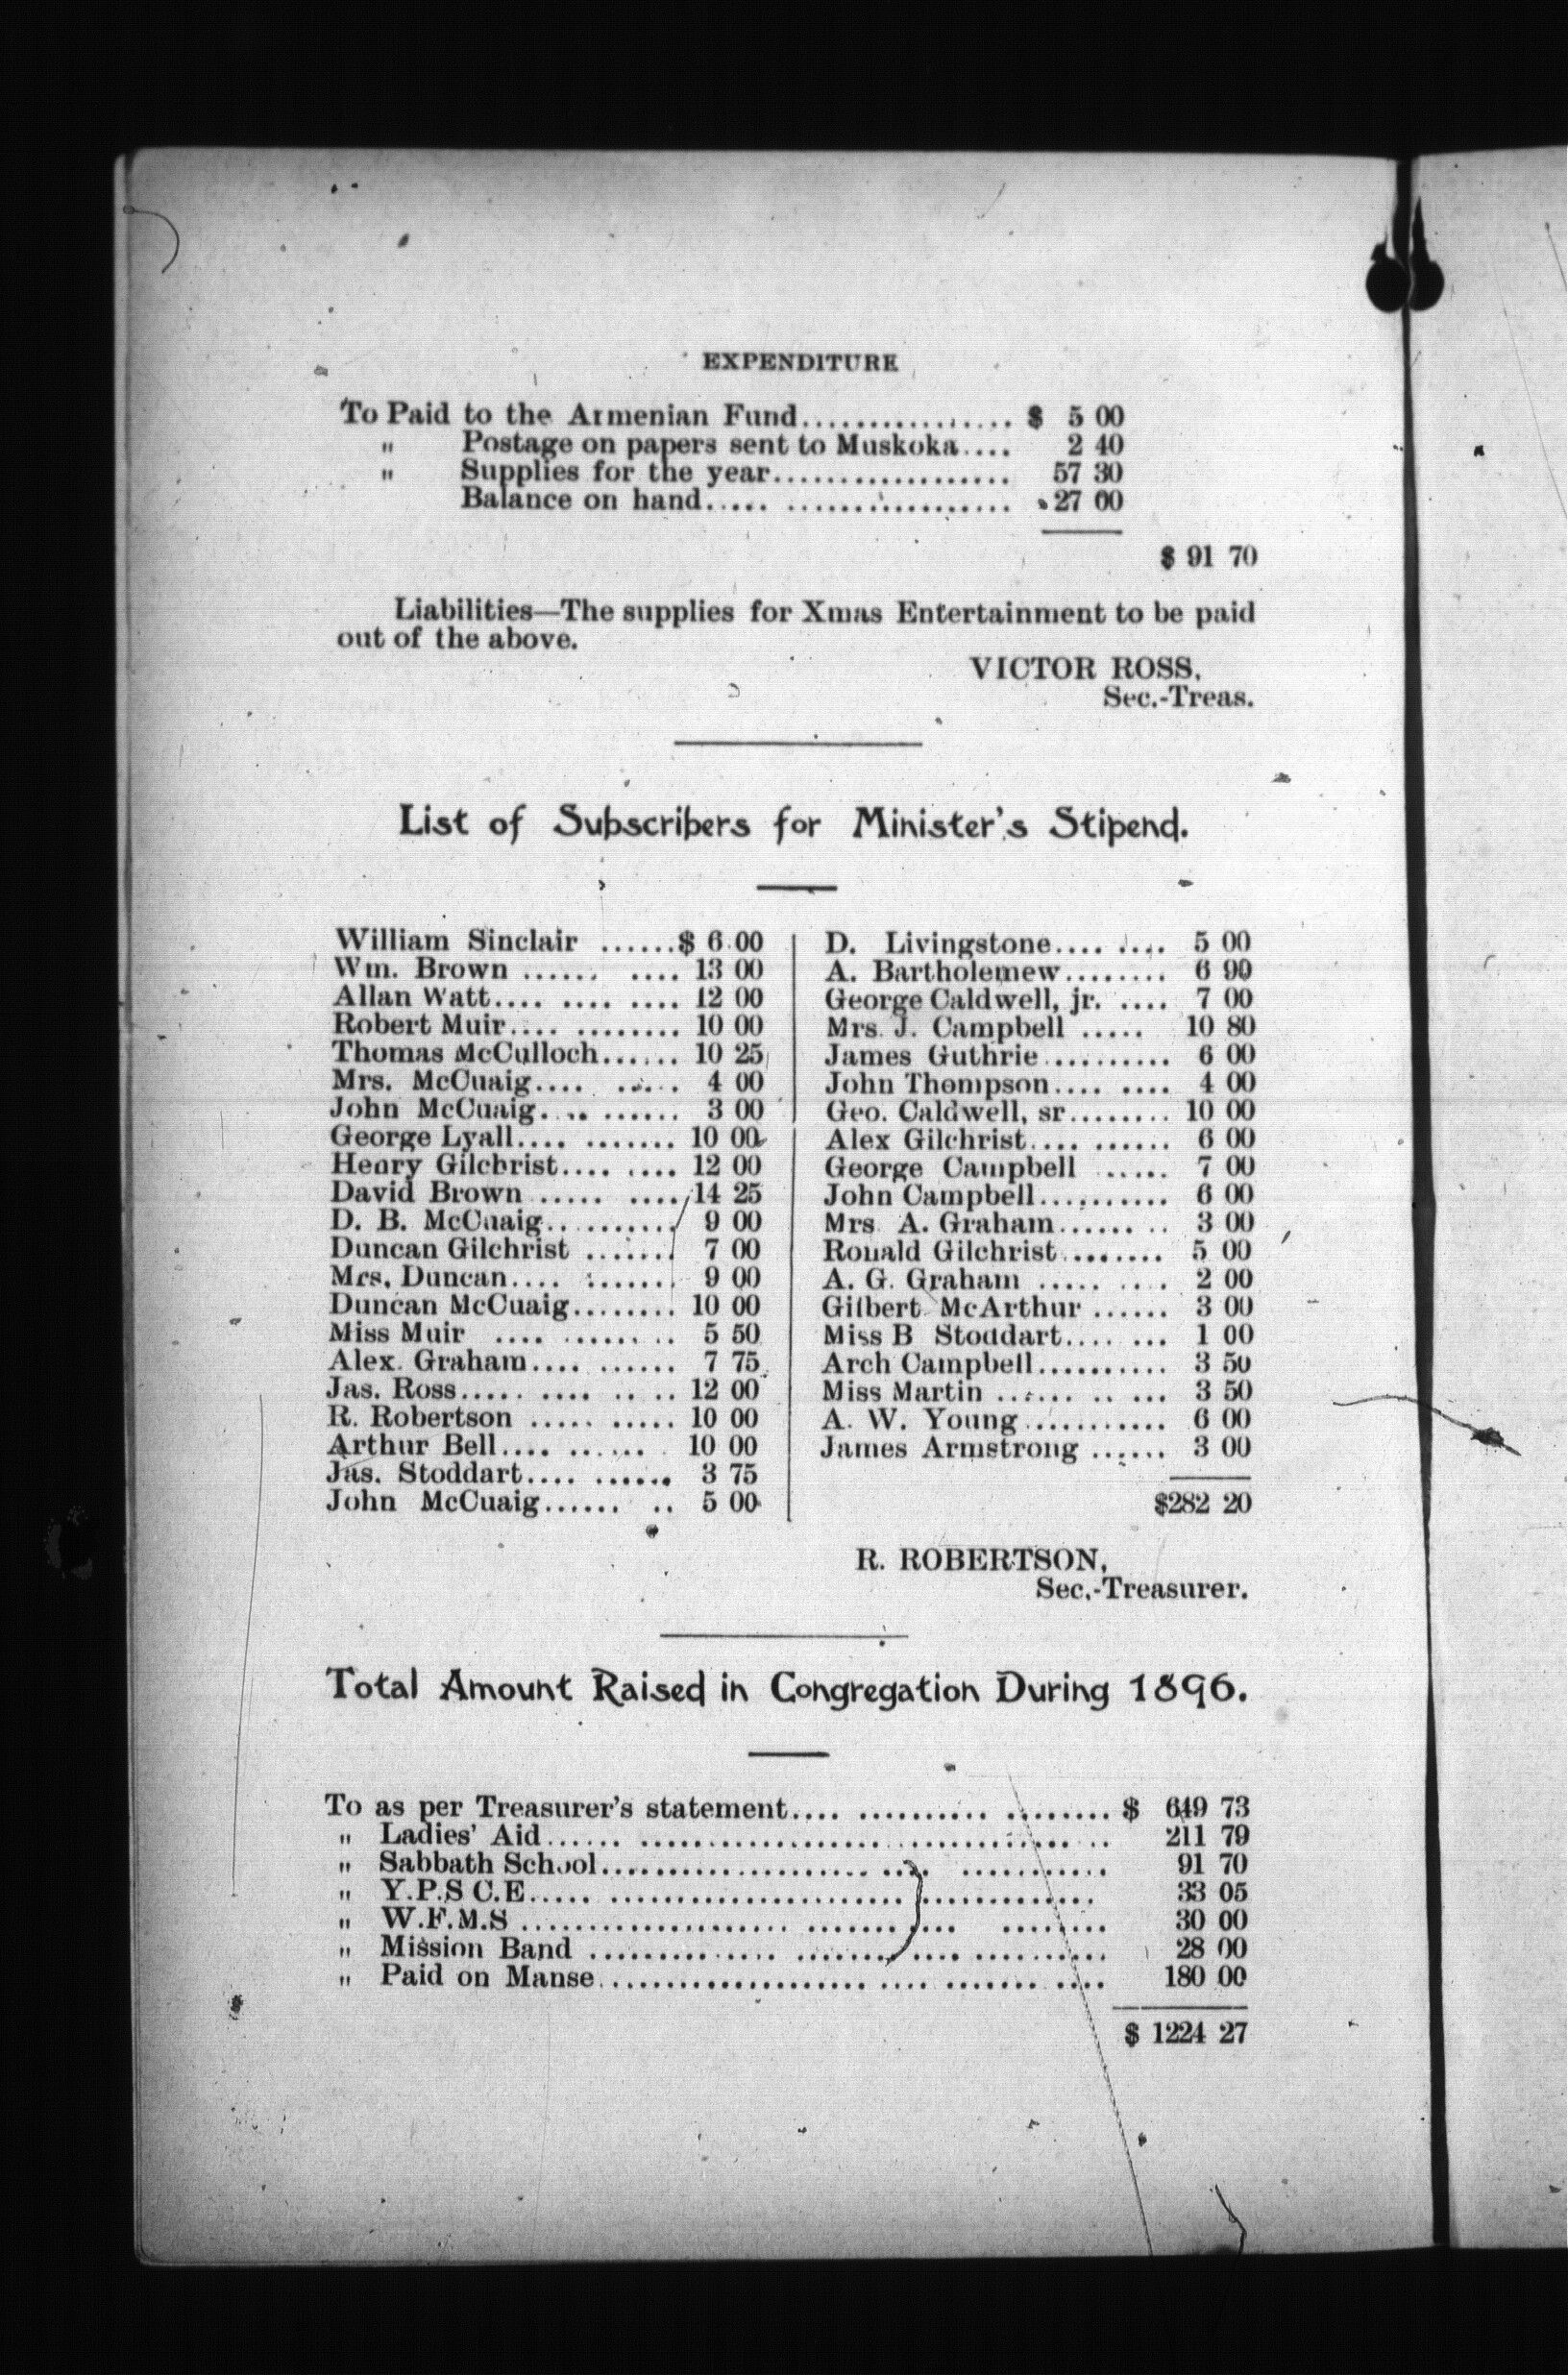 EXPENDITURE
To Paid to the Armenian Fund................ $ 5 00
" Postage on papers sent to Muskoka.... 2 40
" Supplies for the year.................. 57 30
Balance on hand..... ................. 27 00
$ 91 70
Liabilities—The supplies for Xmas Entertainment to be paid
out of the above.
VICTOR ROSS,
Sec.-Treas.
List of Subscribers for Minister's Stipend.
William Sinclair ......$ 6.00
Wm. Brown ...... .... 13 00
Allan Watt.... .... .... 12 00
Robert Muir.... ........ 10 00
Thomas McCulloch...... 10 25
Mrs. McCuaig.... ..... 4 00
John McCuaig.... ...... 3 00
George Lyall.... ....... 10 00
Henry Gilchrist.... .... 12 00
David Brown ..... .... 14 25
D. B. McCuaig.......... 9 00
Duncan Gilchrist ....... 7 00
Mrs. Duncan.... ....... 9 00
Duncan McCuaig........ 10 00
Miss Muir .... ........ 5 50
Alex. Graham.... ...... 7 75
Jas. Ross..... .... .. .. 12 00
R. Robertson ..... ..... 10 00
Arthur Bell.... ...... . 10 00
Jas. Stoddart.... ...... 3 75
John McCuaig...... .. 5 00
D. Livingstone.... .... 5 00
A. Bartholemew........ 6 90
George Caldwell, jr. .... 7 00
Mrs. J. Campbell ..... 10 80
James Guthrie.......... 6 00
John Thompson.... .... 4 00
Geo. Caldwell, sr........ 10 00
Alex Gilchrist.... ...... 6 00
George Campbell ..... 7 00
John Campbell.......... 6 00
Mrs. A. Graham...... .. 3 00
Ronald Gilchrist........ 5 00
A. G. Graham ..... .... 2 00
Gilbert McArthur ...... 3 00
Miss B Stoddart.... ... 1 00
Arch Campbell.......... 3 50
Miss Martin ...... .. ... 3 50
A. W. Young........... 6 00
James Armstrong ...... 3 00
$282 20
R. ROBERTSON,
Sec.-Treasurer.
Total Amount Raised in Congregation During 1896.
To as per Treasurer's statement.... .......... ........ $ 649 73
" Ladies' Aid...... .................................. .. 211 79
" Sabbath School.................... .... ........... 91 70
" Y.P.S C.E..... ..................................... 33 05
" W.F.M.S .................... ........... ........ 30 00
" Mission Band .............. ............ .......... 28 00
" Paid on Manse.................... .... ....... .... 180 00
$ 1224 27